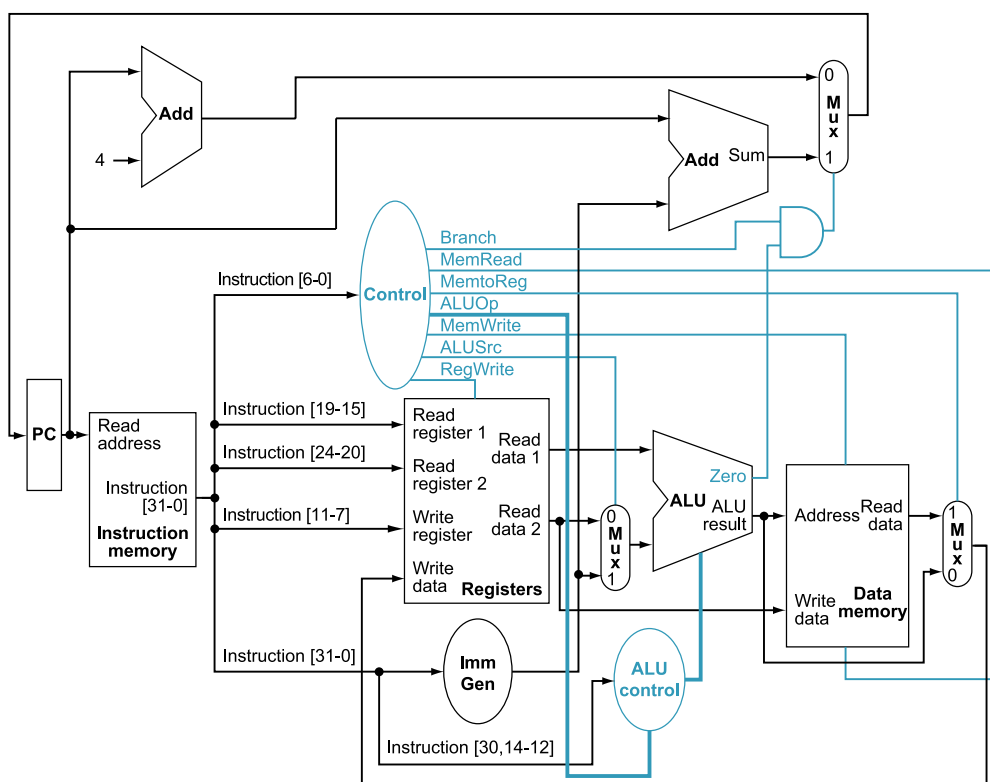 Add
4
Add Sum
0
Mux
1
Branch
MemRead
MemtoReg
ALUOp
MemWrite
ALUSrc
RegWrite
Control
Instruction [6-0]
PC
Read
address
Instruction
[31-0]
Instruction
memory
Instruction [19-15]
Instruction [24-20]
Instruction [11-7]
Instruction [31-0]
Instruction [30,14-12]
Read
register 1
Read
register 2
Write
register
Write
data
Read
data 1
Read
data 2
Registers
Imm
Gen
0
Mux
1
Zero
ALU
ALU
result
ALU
control
Address
Write
data
Read
data
Data
memory
1
Mux
0